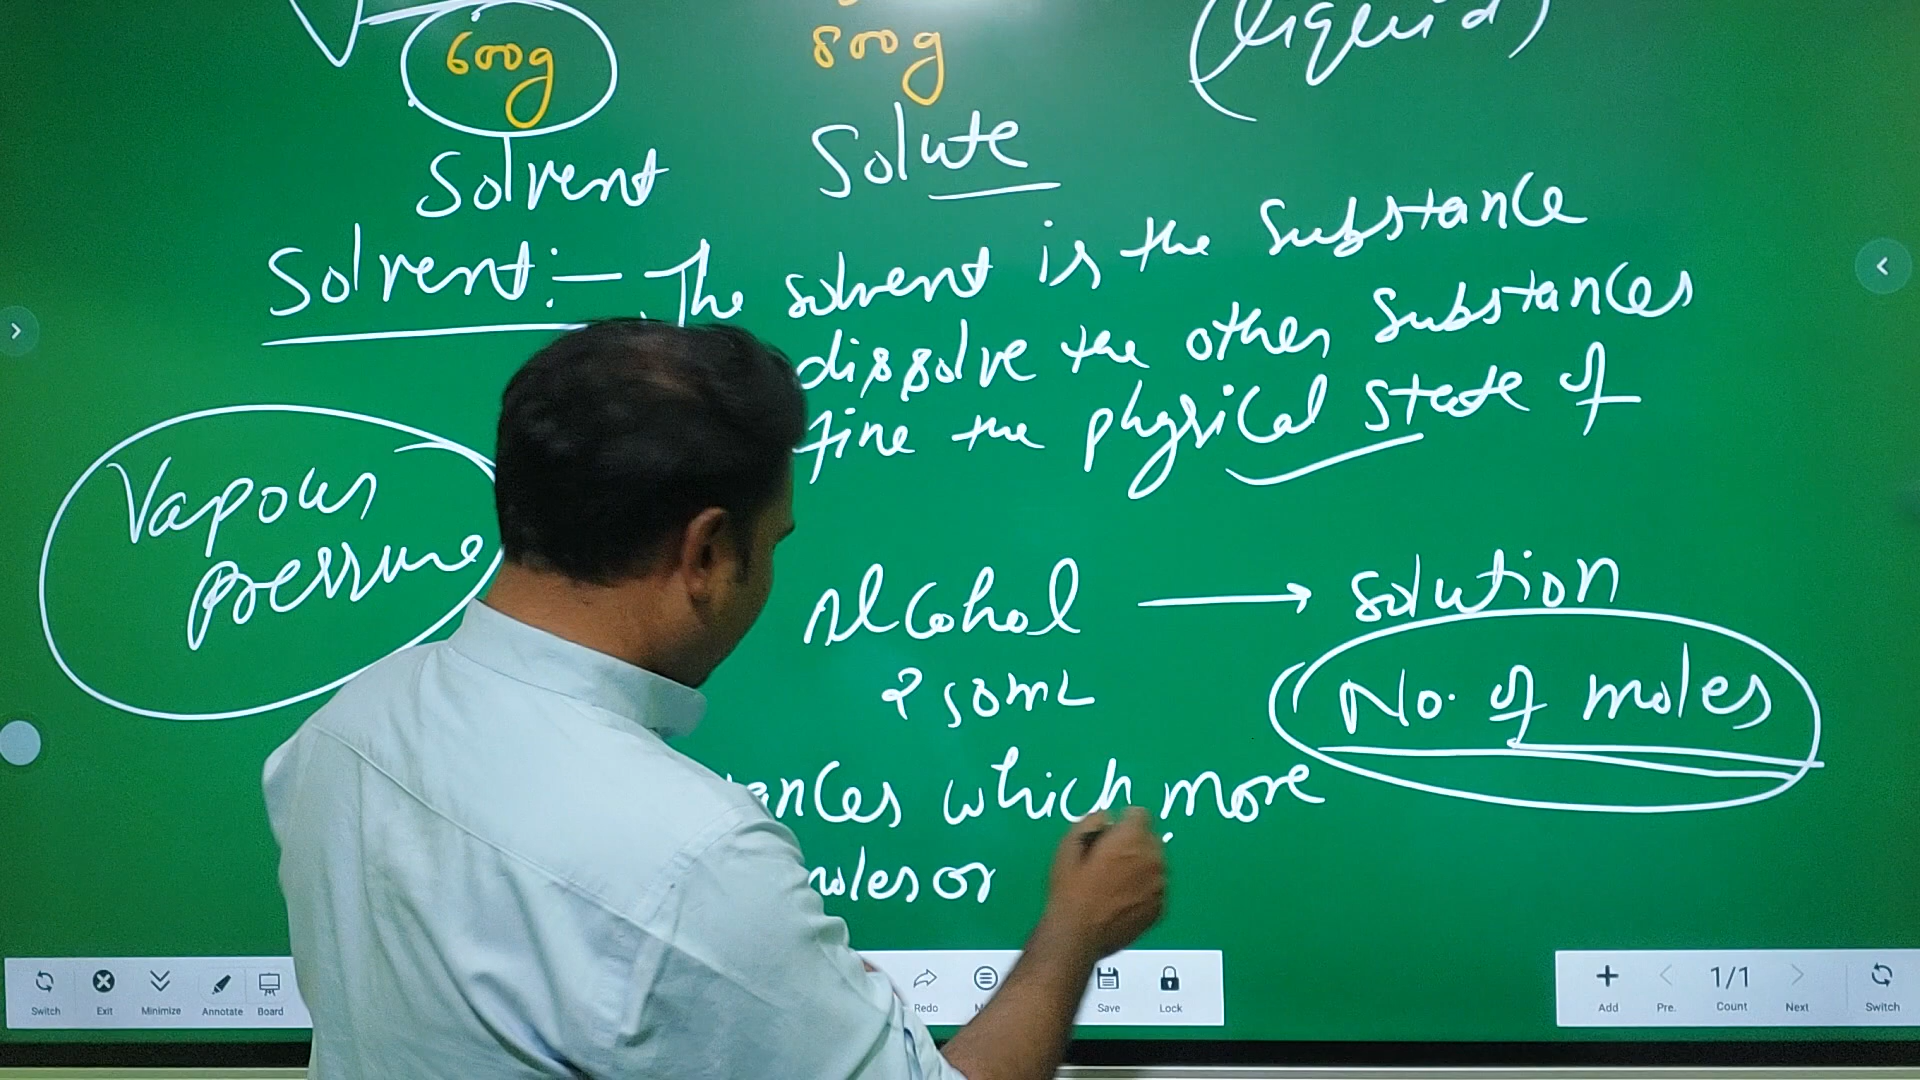 600g 800g (liquid)
Solvent Solute
Solvent:— The solvent is the substance
dissolve the other substances
fine the physical state of
Vapour
pressure
Alcohol → solution
250mL
No. of moles
ances which more
moles or
Switch Exit Minimize Annotate Board Redo Save Lock
Add Pre. 1/1 Count Next Switch